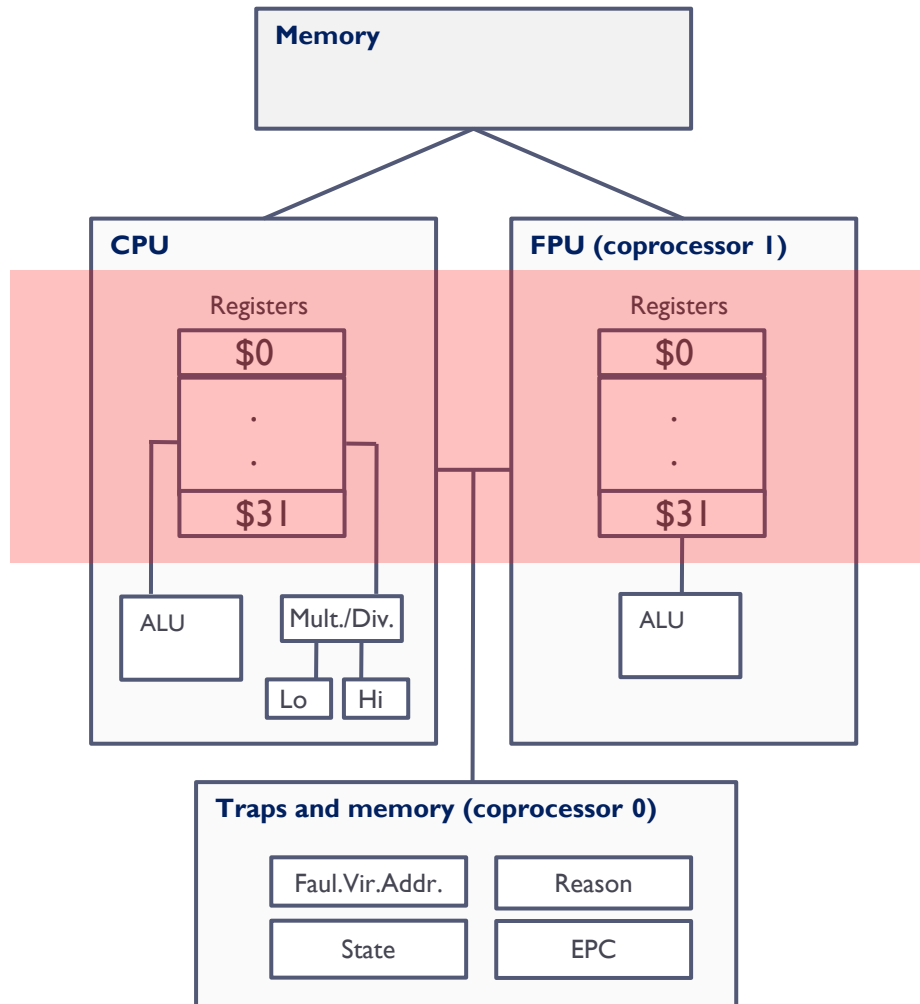 Memory
CPU
Registers
$0
.
.
$31
ALU
Mult./Div.
Lo
Hi
FPU (coprocessor 1)
Registers
$0
.
.
$31
ALU
Traps and memory (coprocessor 0)
Faul.Vir.Addr.
Reason
State
EPC